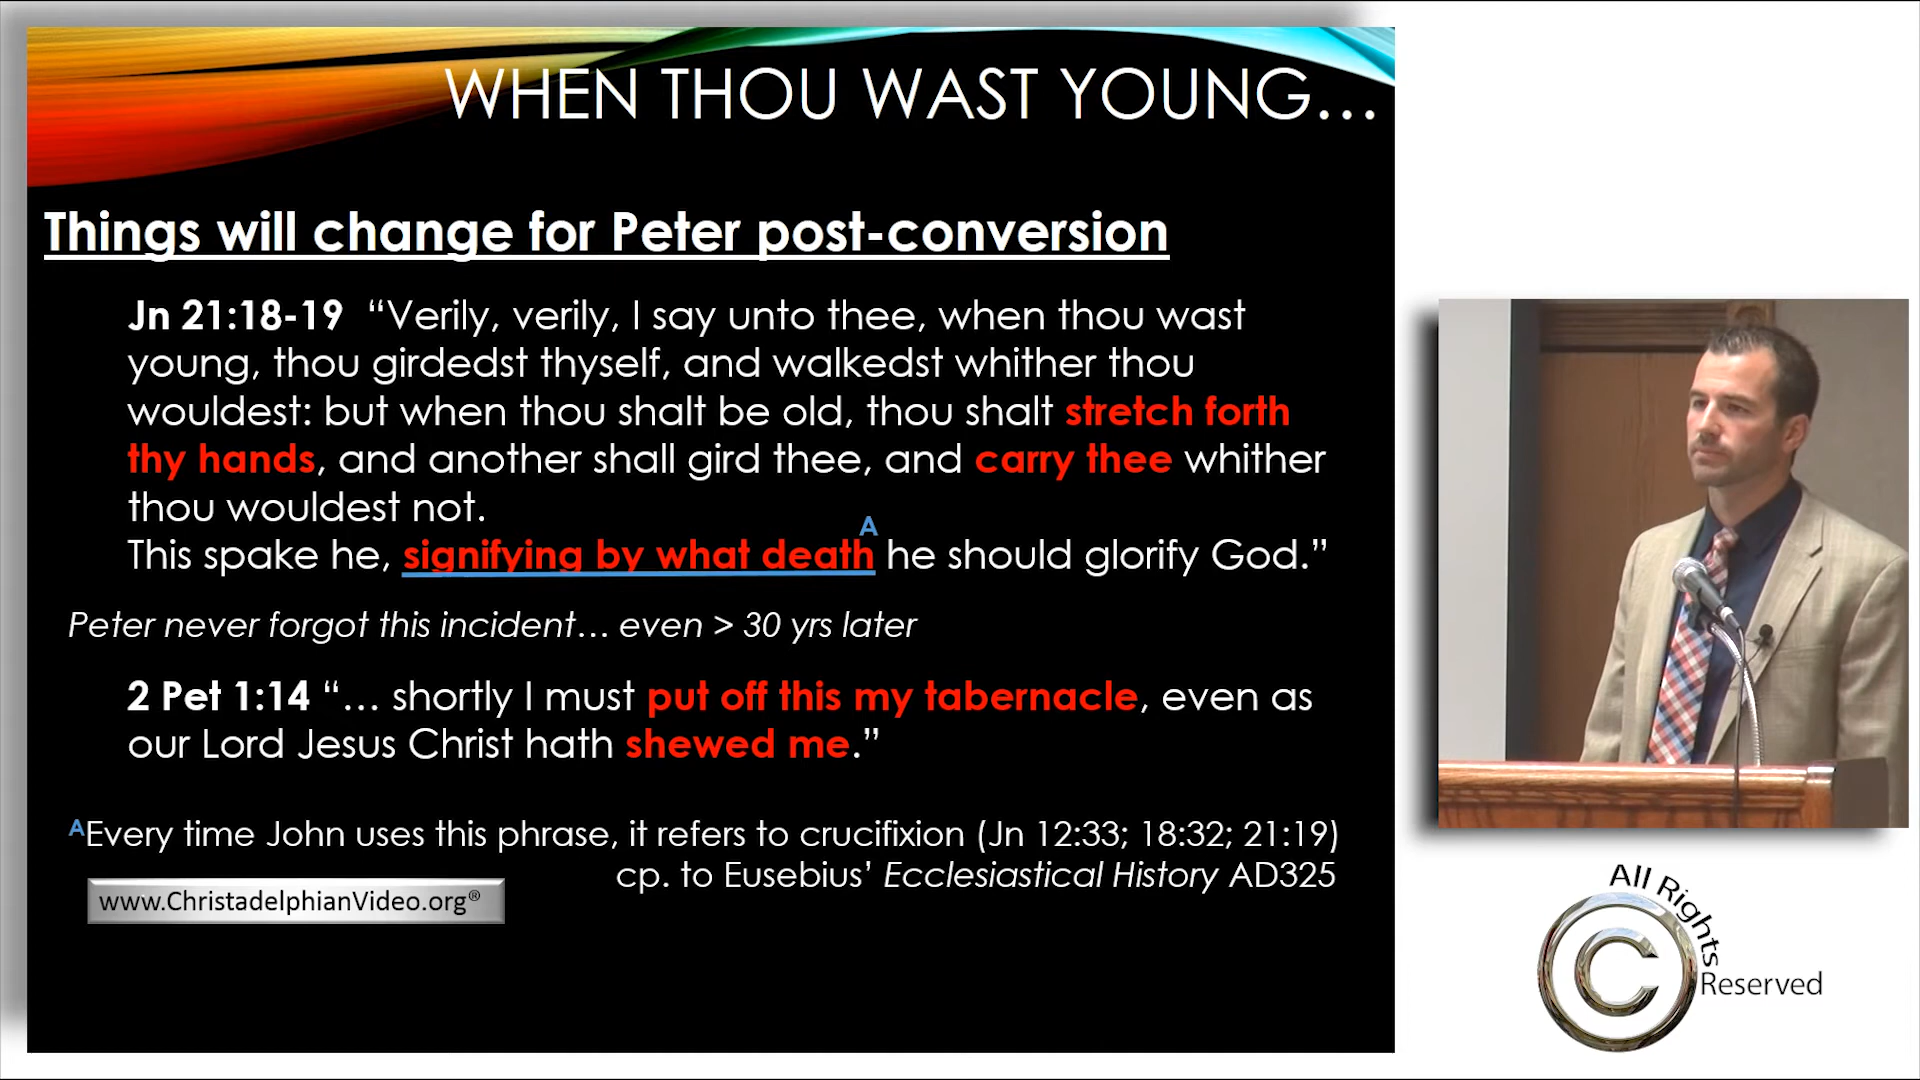 WHEN THOU WAST YOUNG…
Things will change for Peter post-conversion
Jn 21:18-19 “Verily, verily, I say unto thee, when thou wast
young, thou girdedst thyself, and walkedst whither thou
wouldest: but when thou shalt be old, thou shalt stretch forth
thy hands, and another shall gird thee, and carry thee whither
thou wouldest not.
This spake he, signifying by what death A he should glorify God.”
Peter never forgot this incident… even > 30 yrs later
2 Pet 1:14 “… shortly I must put off this my tabernacle, even as
our Lord Jesus Christ hath shewed me.”
A Every time John uses this phrase, it refers to crucifixion (Jn 12:33; 18:32; 21:19)
cp. to Eusebius’ Ecclesiastical History AD325
www.ChristadelphianVideo.org®
All Rights
Reserved
C